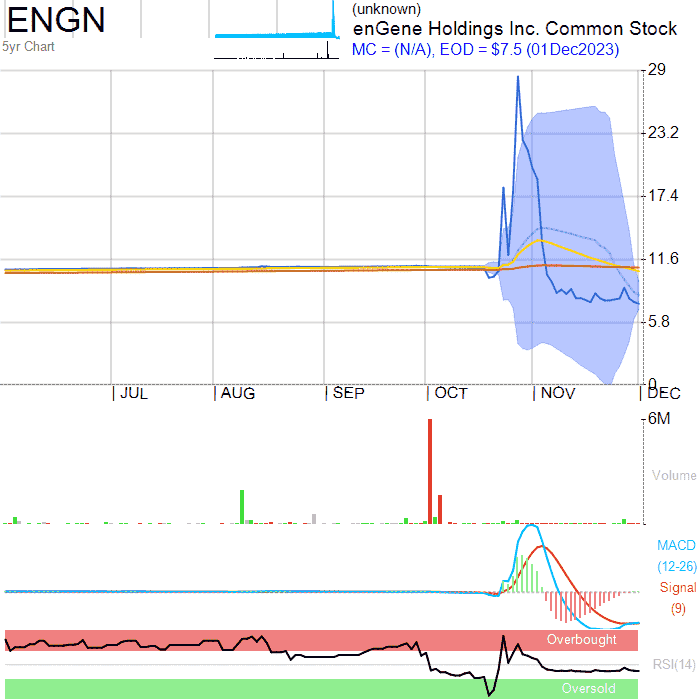 ENGN
5yr Chart
(unknown)
enGene Holdings Inc. Common Stock
MC = (N/A), EOD = $7.5 (01Dec2023)
29
23.2
17.4
11.6
5.8
0
JUL AUG SEP OCT NOV DEC
6M
Volume
MACD
(12-26)
Signal
(9)
Overbought
RSI(14)
Oversold